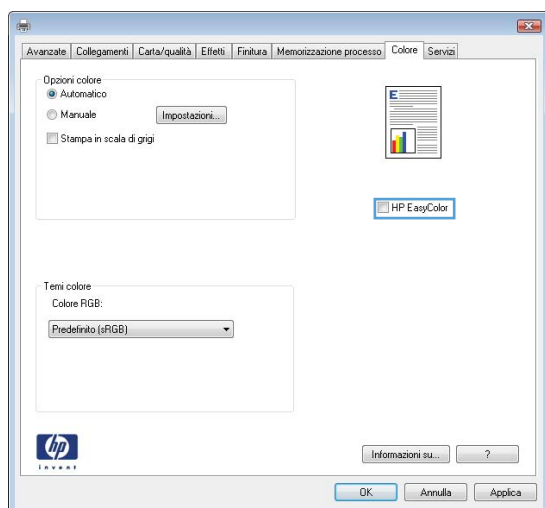 Avanzate Collegamenti Carta/qualità Effetti Finitura Memorizzazione processo Colore Servizi
Opzioni colore
Automatico
Manuale
Impostazioni...
Stampa in scala di grigi
E
HP EasyColor
Temi colore
Colore RGB:
Predefinito (sRGB)
hp
invent
Informazioni su...
?
OK
Annulla
Applica